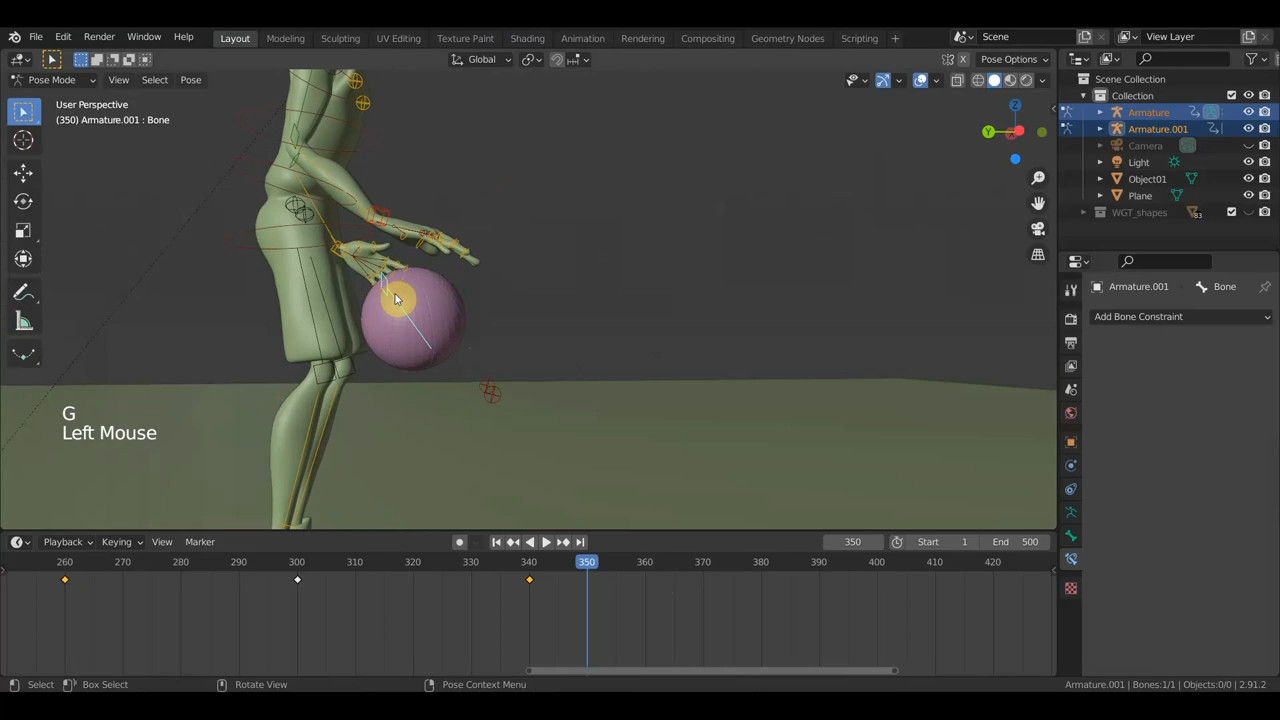 File Edit Render Window Help Layout Modeling Sculpting UV Editing Texture Paint Shading Animation Rendering Compositing Geometry Nodes Scripting + Scene View Layer
Global Pose Options
Pose Mode View Select Pose
User Perspective
(350) Armature.001 : Bone
Z
Y
G
Left Mouse
Scene Collection
Collection
Armature
Armature.001
Camera
Light
Object01
Plane
WGT_shapes 83
Armature.001 Bone
Add Bone Constraint
Playback Keying View Marker 350 Start 1 End 500
260 270 280 290 300 310 320 330 340 350 360 370 380 390 400 410 420
Select Box Select Rotate View Pose Context Menu Armature.001 | Bones:1/1 | Objects:0/0 | 2.91.2